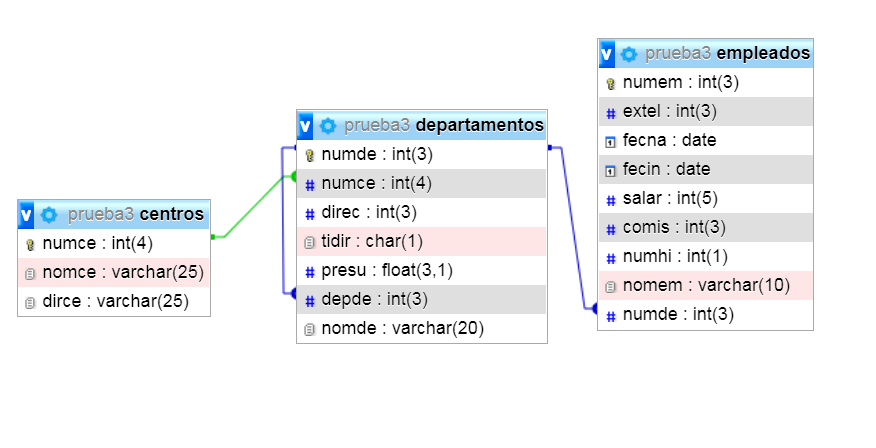 prueba3 centros
numce : int(4)
nomce : varchar(25)
dirce : varchar(25)
prueba3 departamentos
numde : int(3)
numce : int(4)
direc : int(3)
tidir : char(1)
presu : float(3,1)
depde : int(3)
nomde : varchar(20)
prueba3 empleados
numem : int(3)
extel : int(3)
fecna : date
fecin : date
salar : int(5)
comis : int(3)
numhi : int(1)
nomem : varchar(10)
numde : int(3)